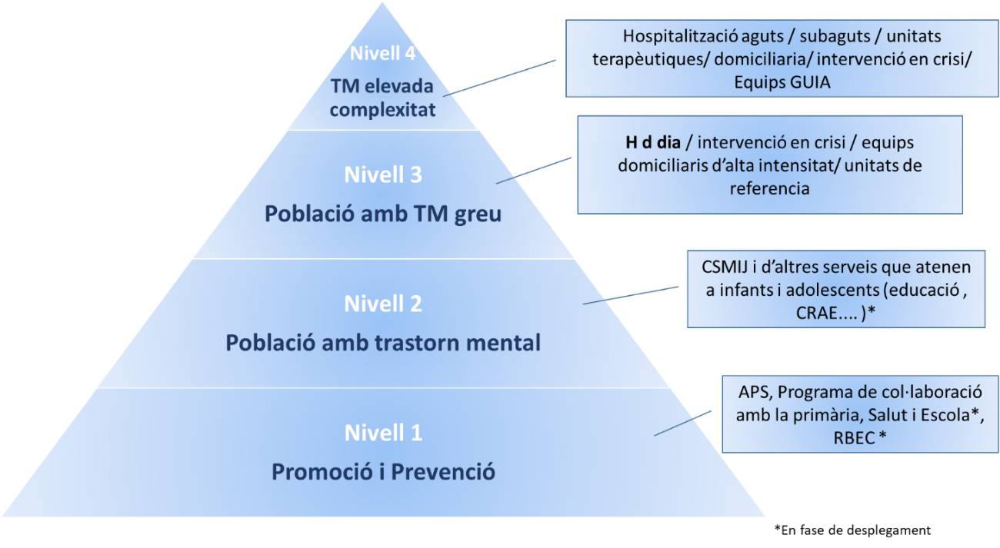 Nivell 4
TM elevada
complexitat
Hospitalització aguts / subaguts / unitats
terapèutiques/ domiciliaria/ intervenció en crisi/
Equips GUIA
Nivell 3
Població amb TM greu
H d dia / intervenció en crisi / equips
domiciliaris d’alta intensitat/ unitats de
referencia
Nivell 2
Població amb trastorn mental
CSMIJ i d’altres serveis que atenen
a infants i adolescents (educació ,
CRAE.... )*
Nivell 1
Promoció i Prevenció
APS, Programa de col·laboració
amb la primària, Salut i Escola*,
RBEC *
*En fase de desplegament